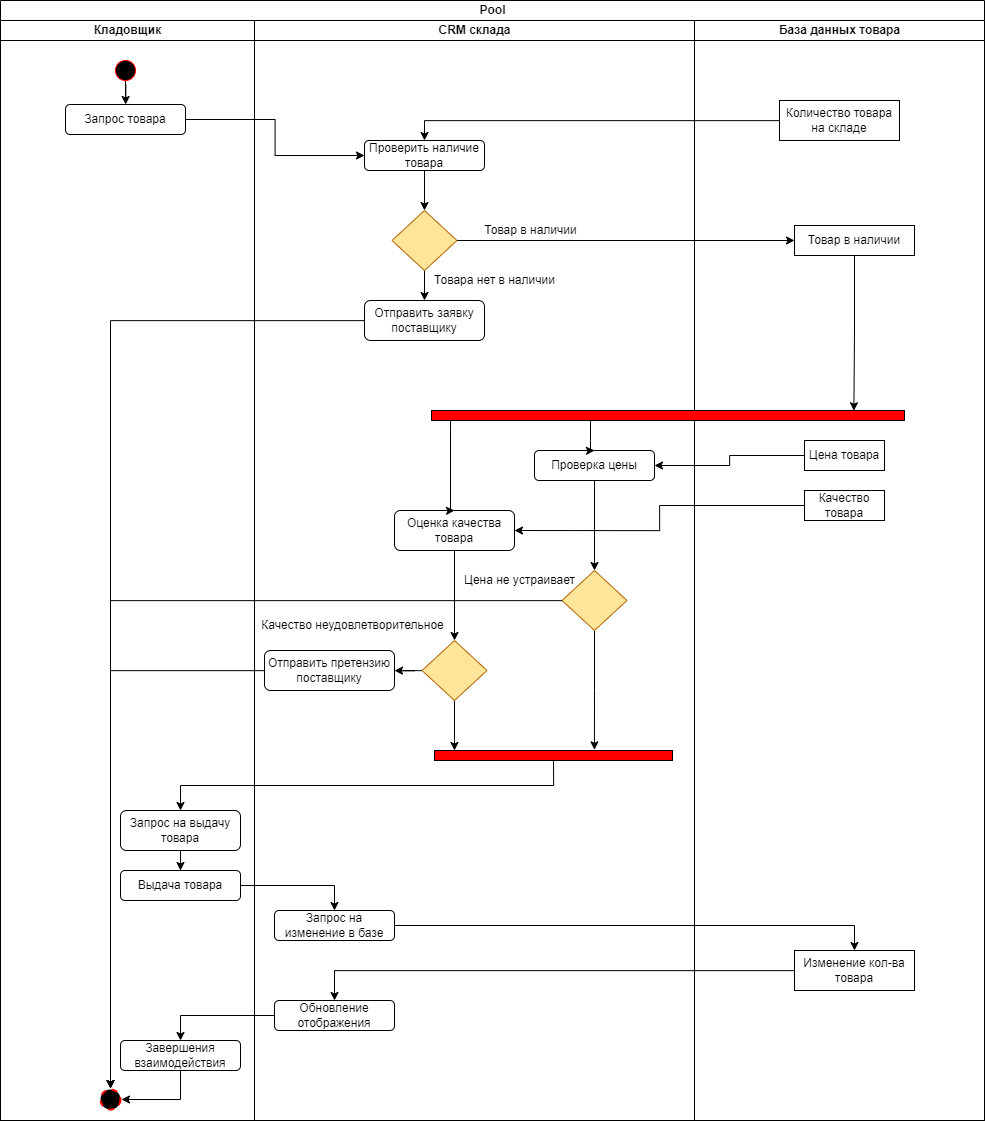 Pool
Кладовщик
CRM склада
База данных товара
Запрос товара
Количество товара
на складе
Проверить наличие
товара
Товар в наличии
Товар в наличии
Товара нет в наличии
Отправить заявку
поставщику
Проверка цены
Цена товара
Качество
товара
Оценка качества
товара
Цена не устраивает
Качество неудовлетворительное
Отправить претензию
поставщику
Запрос на выдачу
товара
Выдача товара
Запрос на
изменение в базе
Изменение кол-ва
товара
Обновление
отображения
Завершения
взаимодействия